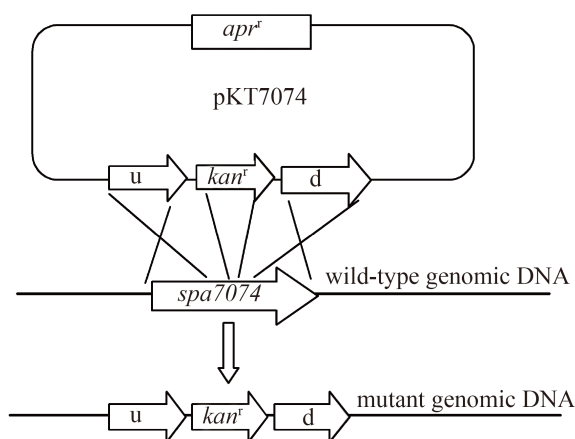 aprʳ
pKT7074
u kanʳ d
spa7074
wild-type genomic DNA
u kanʳ d
mutant genomic DNA